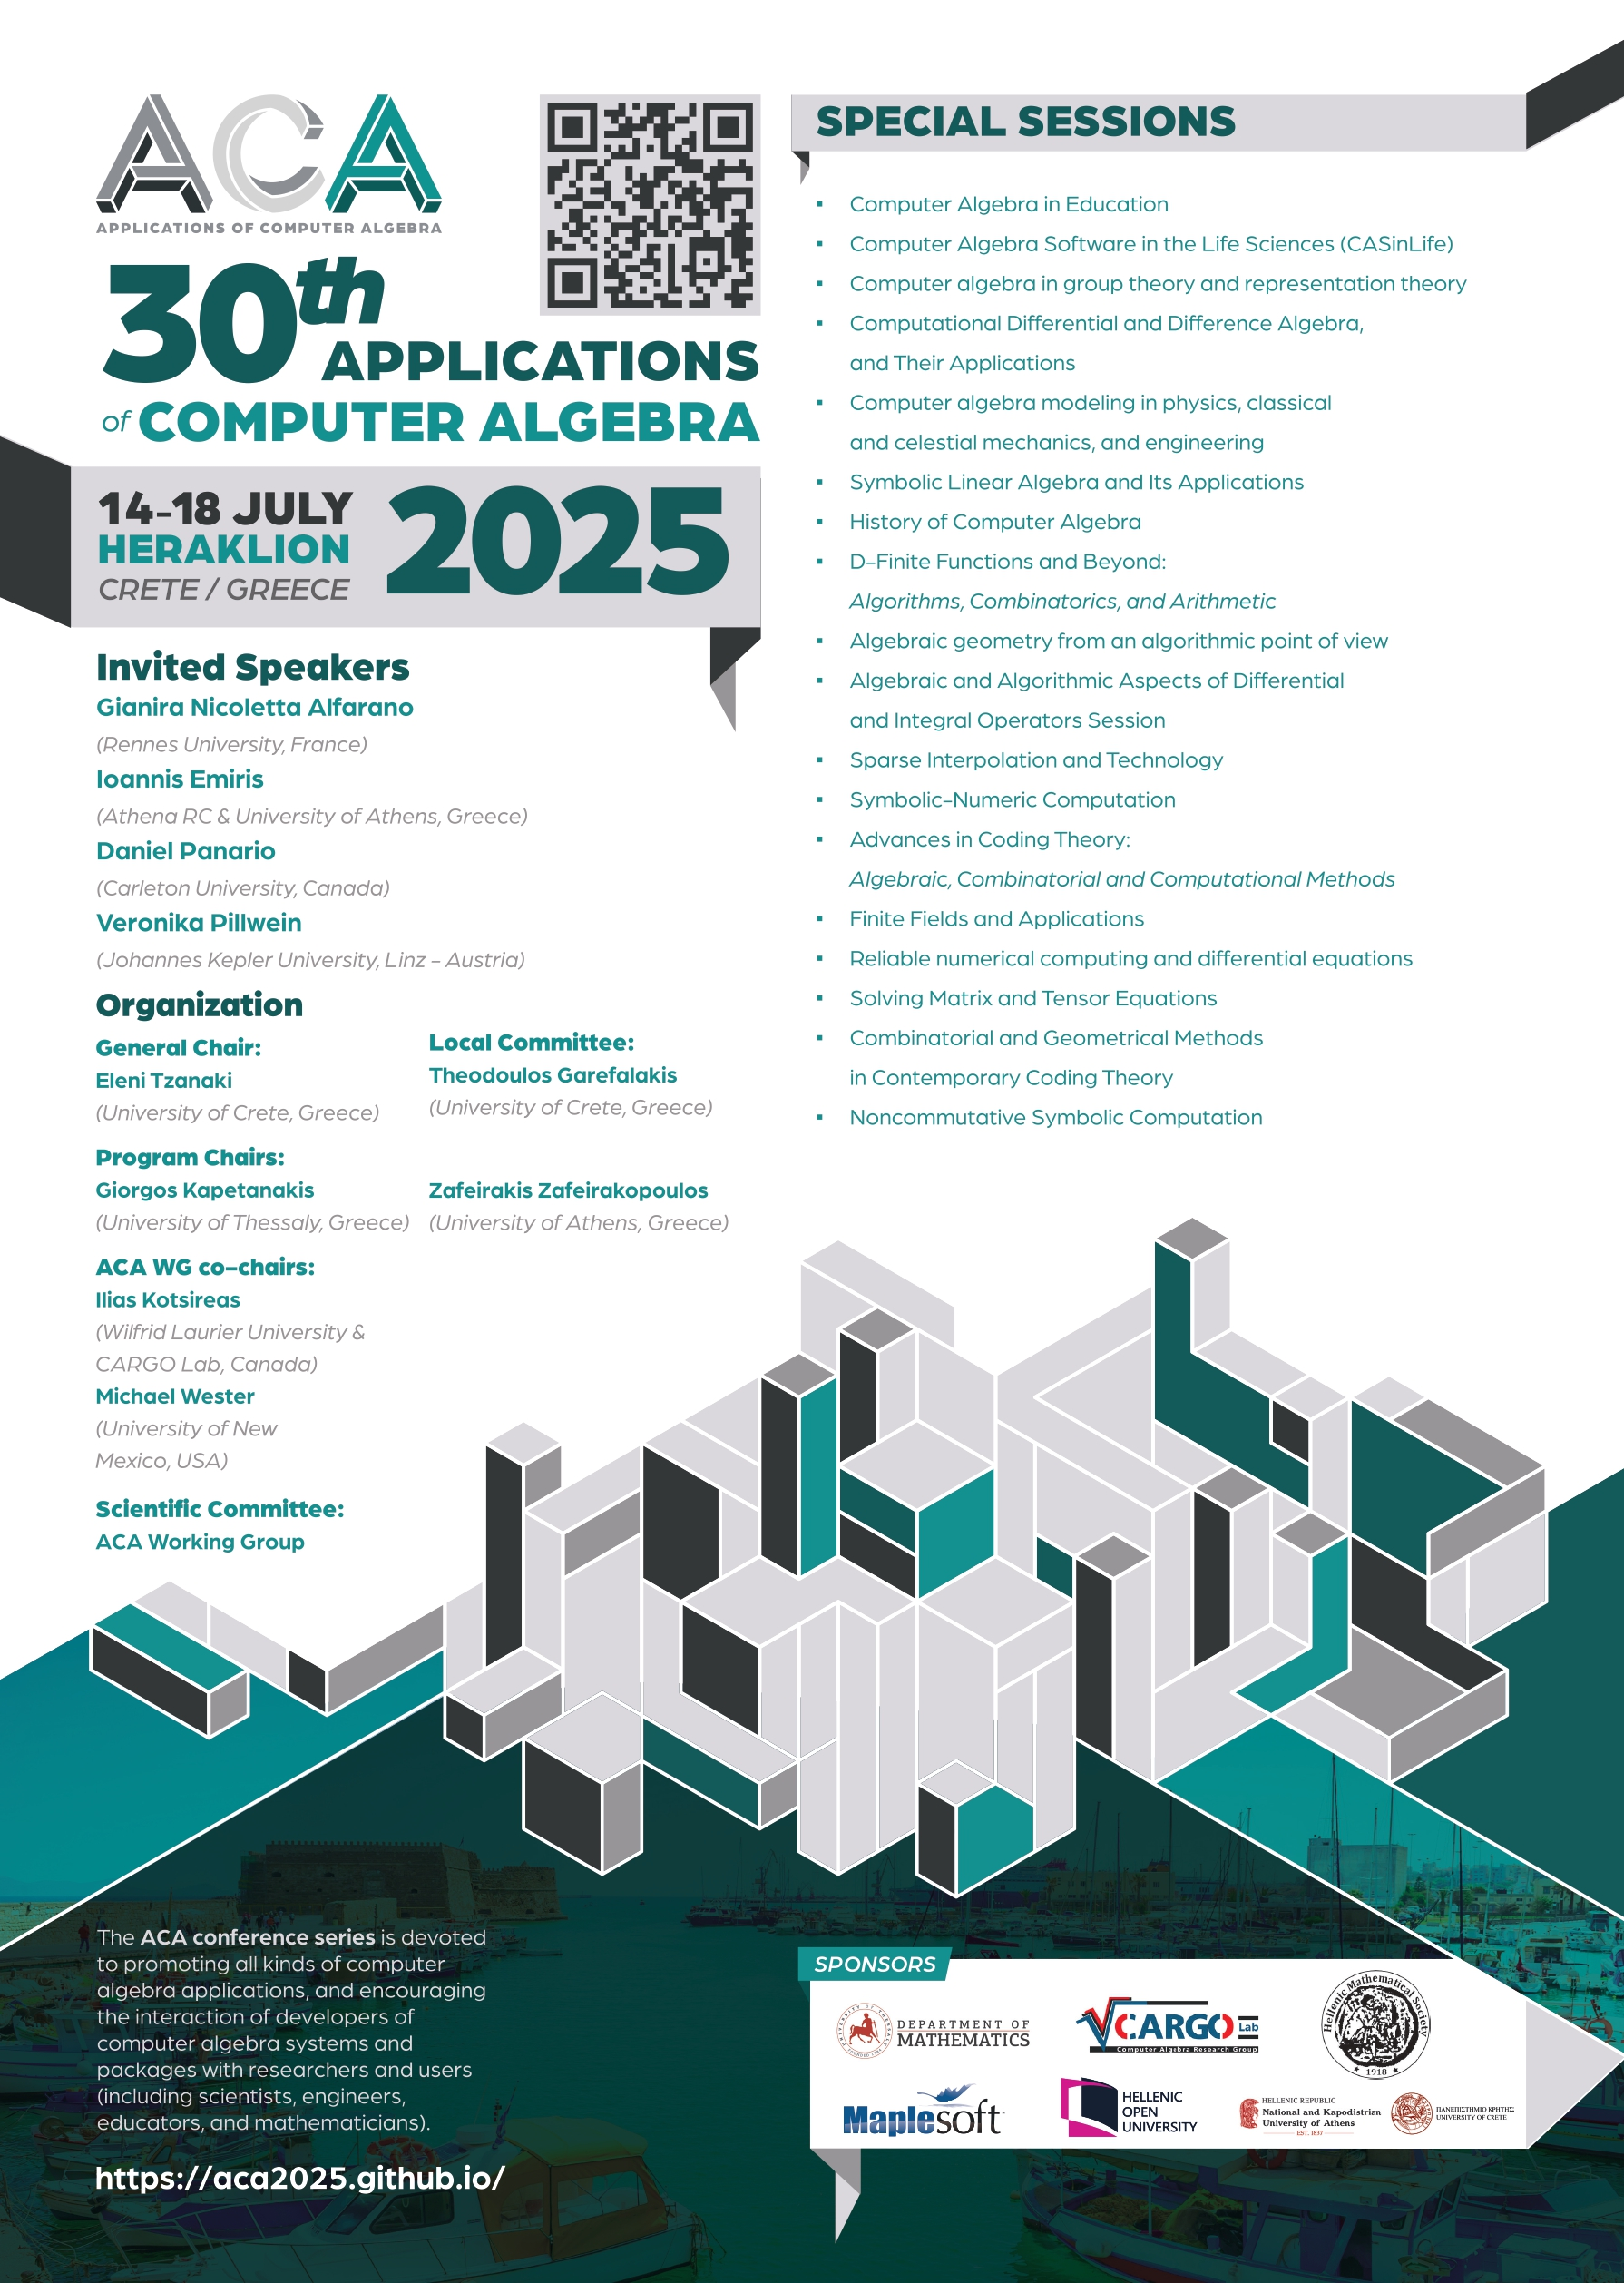 ACA
APPLICATIONS OF COMPUTER ALGEBRA
30th
APPLICATIONS
of COMPUTER ALGEBRA
14-18 JULY
HERAKLION
CRETE / GREECE
2025
Invited Speakers
Gianira Nicoletta Alfarano
(Rennes University, France)
Ioannis Emiris
(Athena RC & University of Athens, Greece)
Daniel Panario
(Carleton University, Canada)
Veronika Pillwein
(Johannes Kepler University, Linz - Austria)
Organization
General Chair:
Eleni Tzanaki
(University of Crete, Greece)
Local Committee:
Theodoulos Garefalakis
(University of Crete, Greece)
Program Chairs:
Giorgos Kapetanakis
(University of Thessaly, Greece)
Zafeirakis Zafeirakopoulos
(University of Athens, Greece)
ACA WG co-chairs:
Ilias Kotsireas
(Wilfrid Laurier University &
CARGO Lab, Canada)
Michael Wester
(University of New
Mexico, USA)
Scientific Committee:
ACA Working Group
SPECIAL SESSIONS
▪ Computer Algebra in Education
▪ Computer Algebra Software in the Life Sciences (CASinLife)
▪ Computer algebra in group theory and representation theory
▪ Computational Differential and Difference Algebra,
and Their Applications
▪ Computer algebra modeling in physics, classical
and celestial mechanics, and engineering
▪ Symbolic Linear Algebra and Its Applications
▪ History of Computer Algebra
▪ D-Finite Functions and Beyond:
Algorithms, Combinatorics, and Arithmetic
▪ Algebraic geometry from an algorithmic point of view
▪ Algebraic and Algorithmic Aspects of Differential
and Integral Operators Session
▪ Sparse Interpolation and Technology
▪ Symbolic-Numeric Computation
▪ Advances in Coding Theory:
Algebraic, Combinatorial and Computational Methods
▪ Finite Fields and Applications
▪ Reliable numerical computing and differential equations
▪ Solving Matrix and Tensor Equations
▪ Combinatorial and Geometrical Methods
in Contemporary Coding Theory
▪ Noncommutative Symbolic Computation
The ACA conference series is devoted
to promoting all kinds of computer
algebra applications, and encouraging
the interaction of developers of
computer algebra systems and
packages with researchers and users
(including scientists, engineers,
educators, and mathematicians).
https://aca2025.github.io/
SPONSORS
DEPARTMENT OF
MATHEMATICS
CARGO Lab
Computer Algebra Research Group
Hellenic Mathematical Society
1918
Maplesoft
HELLENIC
OPEN
UNIVERSITY
HELLENIC REPUBLIC
National and Kapodistrian
University of Athens
EST. 1837
ΠΑΝΕΠΙΣΤΗΜΙΟ ΚΡΗΤΗΣ
UNIVERSITY OF CRETE